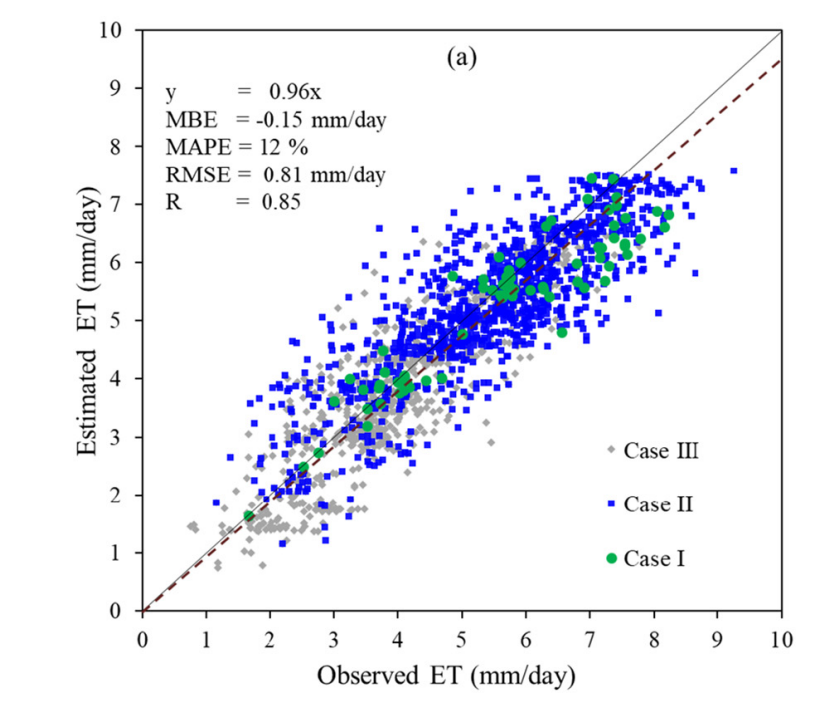 (a)
y = 0.96x
MBE = -0.15 mm/day
MAPE = 12 %
RMSE = 0.81 mm/day
R = 0.85
10
9
8
7
6
5
4
3
2
1
0
Estimated ET (mm/day)
Case III
Case II
Case I
0 1 2 3 4 5 6 7 8 9 10
Observed ET (mm/day)